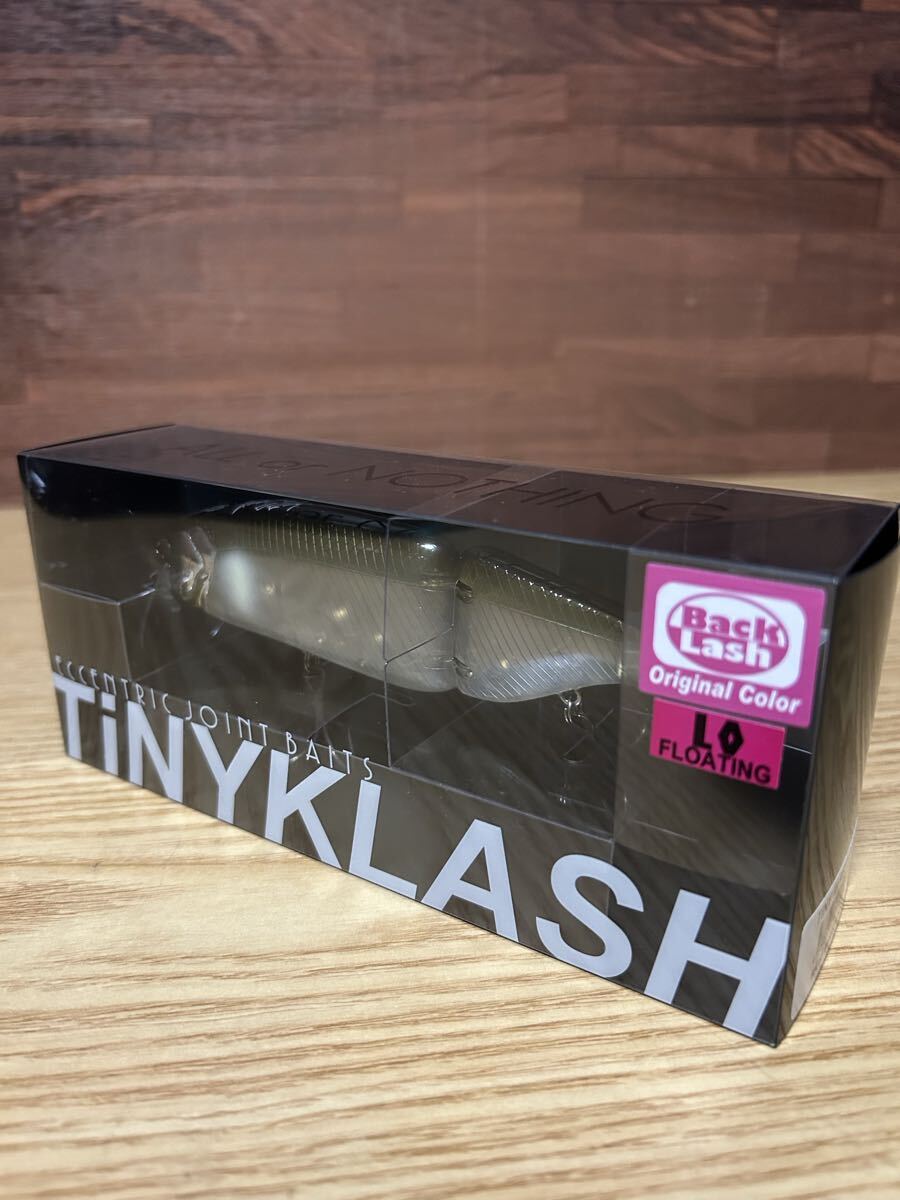 ALL or NOTHING
Back
Lash
Original Color
LO
FLOATING
ECCENTRIC JOINT BAITS
TiNYKLASH